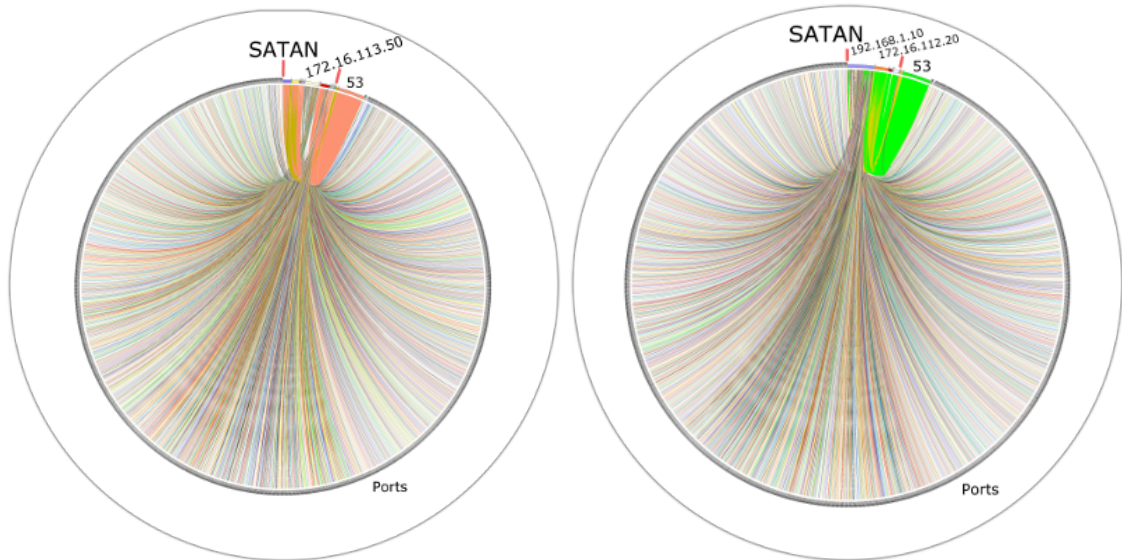 SATAN
172.16.113.50
53
Ports
SATAN
192.168.1.10
172.16.112.20
53
Ports